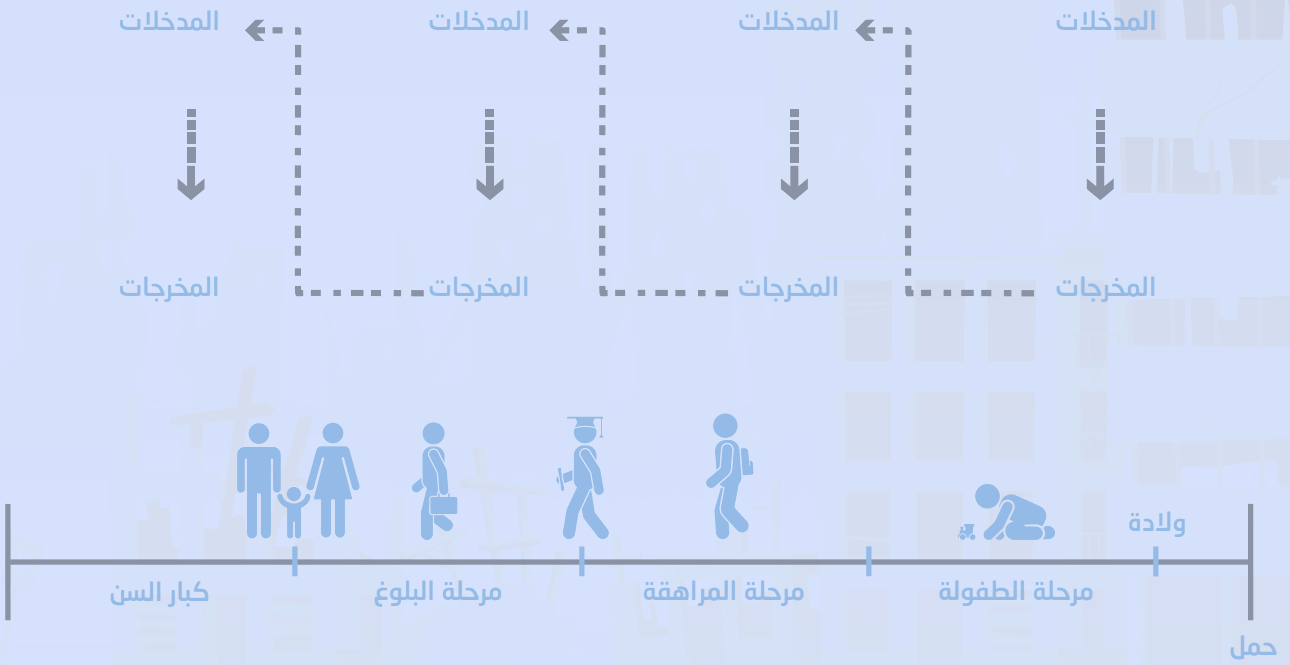 المدخلات المدخلات المدخلات المدخلات
المخرجات المخرجات المخرجات المخرجات
ولادة
مرحلة الطفولة مرحلة المراهقة مرحلة البلوغ كبار السن
حمل